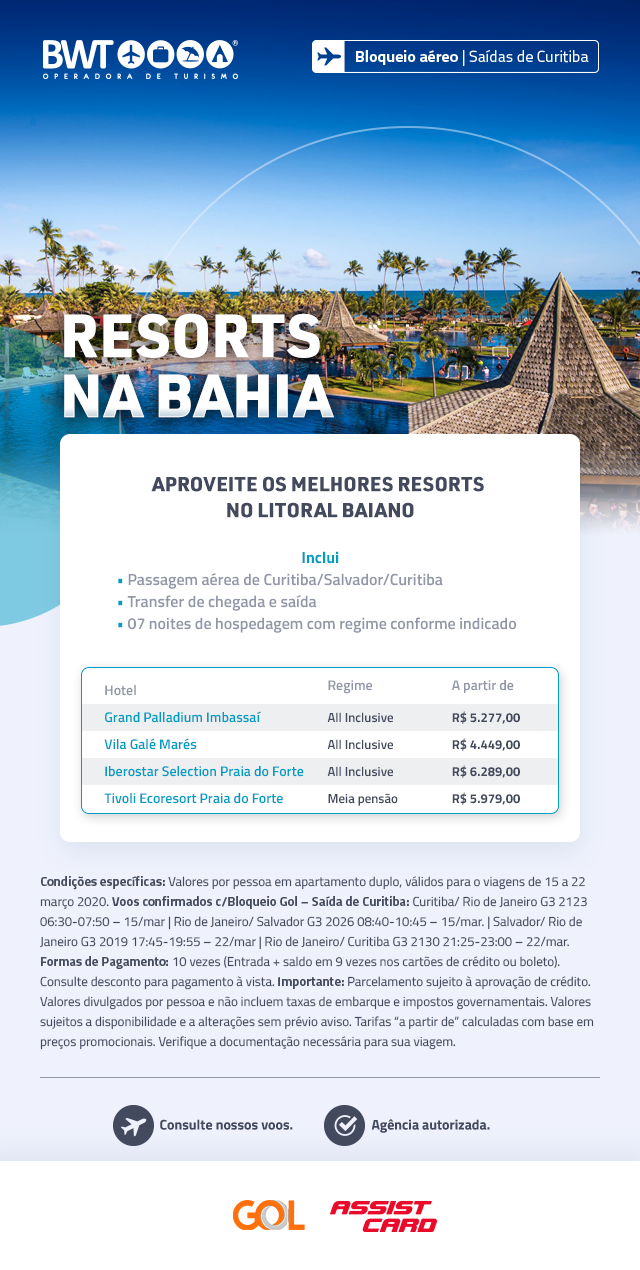 BWT
®
OPERADORA DE TURISMO
Bloqueio aéreo | Saídas de Curitiba
RESORTS
NA BAHIA
APROVEITE OS MELHORES RESORTS
NO LITORAL BAIANO
Inclui
▪ Passagem aérea de Curitiba/Salvador/Curitiba
▪ Transfer de chegada e saída
▪ 07 noites de hospedagem com regime conforme indicado
Hotel Regime A partir de
Grand Palladium Imbassaí All Inclusive R$ 5.277,00
Vila Galé Marés All Inclusive R$ 4.449,00
Iberostar Selection Praia do Forte All Inclusive R$ 6.289,00
Tivoli Ecoresort Praia do Forte Meia pensão R$ 5.979,00
Condições específicas: Valores por pessoa em apartamento duplo, válidos para o viagens de 15 a 22
março 2020. Voos confirmados c/Bloqueio Gol – Saída de Curitiba: Curitiba/ Rio de Janeiro G3 2123
06:30-07:50 – 15/mar | Rio de Janeiro/ Salvador G3 2026 08:40-10:45 – 15/mar. | Salvador/ Rio de
Janeiro G3 2019 17:45-19:55 – 22/mar | Rio de Janeiro/ Curitiba G3 2130 21:25-23:00 – 22/mar.
Formas de Pagamento: 10 vezes (Entrada + saldo em 9 vezes nos cartões de crédito ou boleto).
Consulte desconto para pagamento à vista. Importante: Parcelamento sujeito à aprovação de crédito.
Valores divulgados por pessoa e não incluem taxas de embarque e impostos governamentais. Valores
sujeitos a disponibilidade e a alterações sem prévio aviso. Tarifas “a partir de” calculadas com base em
preços promocionais. Verifique a documentação necessária para sua viagem.
Consulte nossos voos. Agência autorizada.
GOL ASSIST
CARD